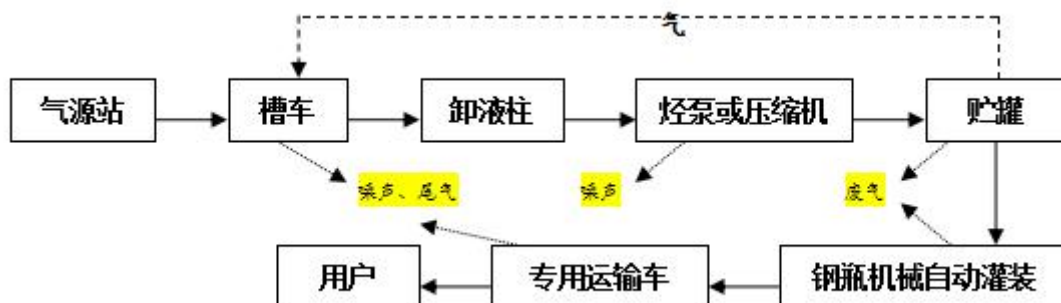 气
气源站
槽车
卸液柱
烃泵或压缩机
贮罐
噪声、尾气
噪声
废气
用户
专用运输车
钢瓶机械自动灌装